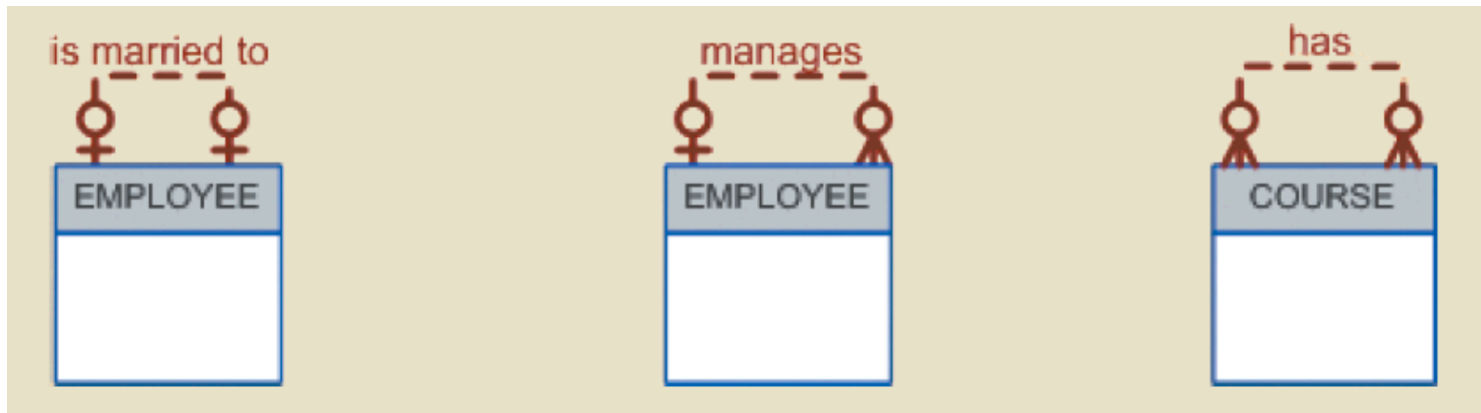 is married to
manages
has
EMPLOYEE
EMPLOYEE
COURSE